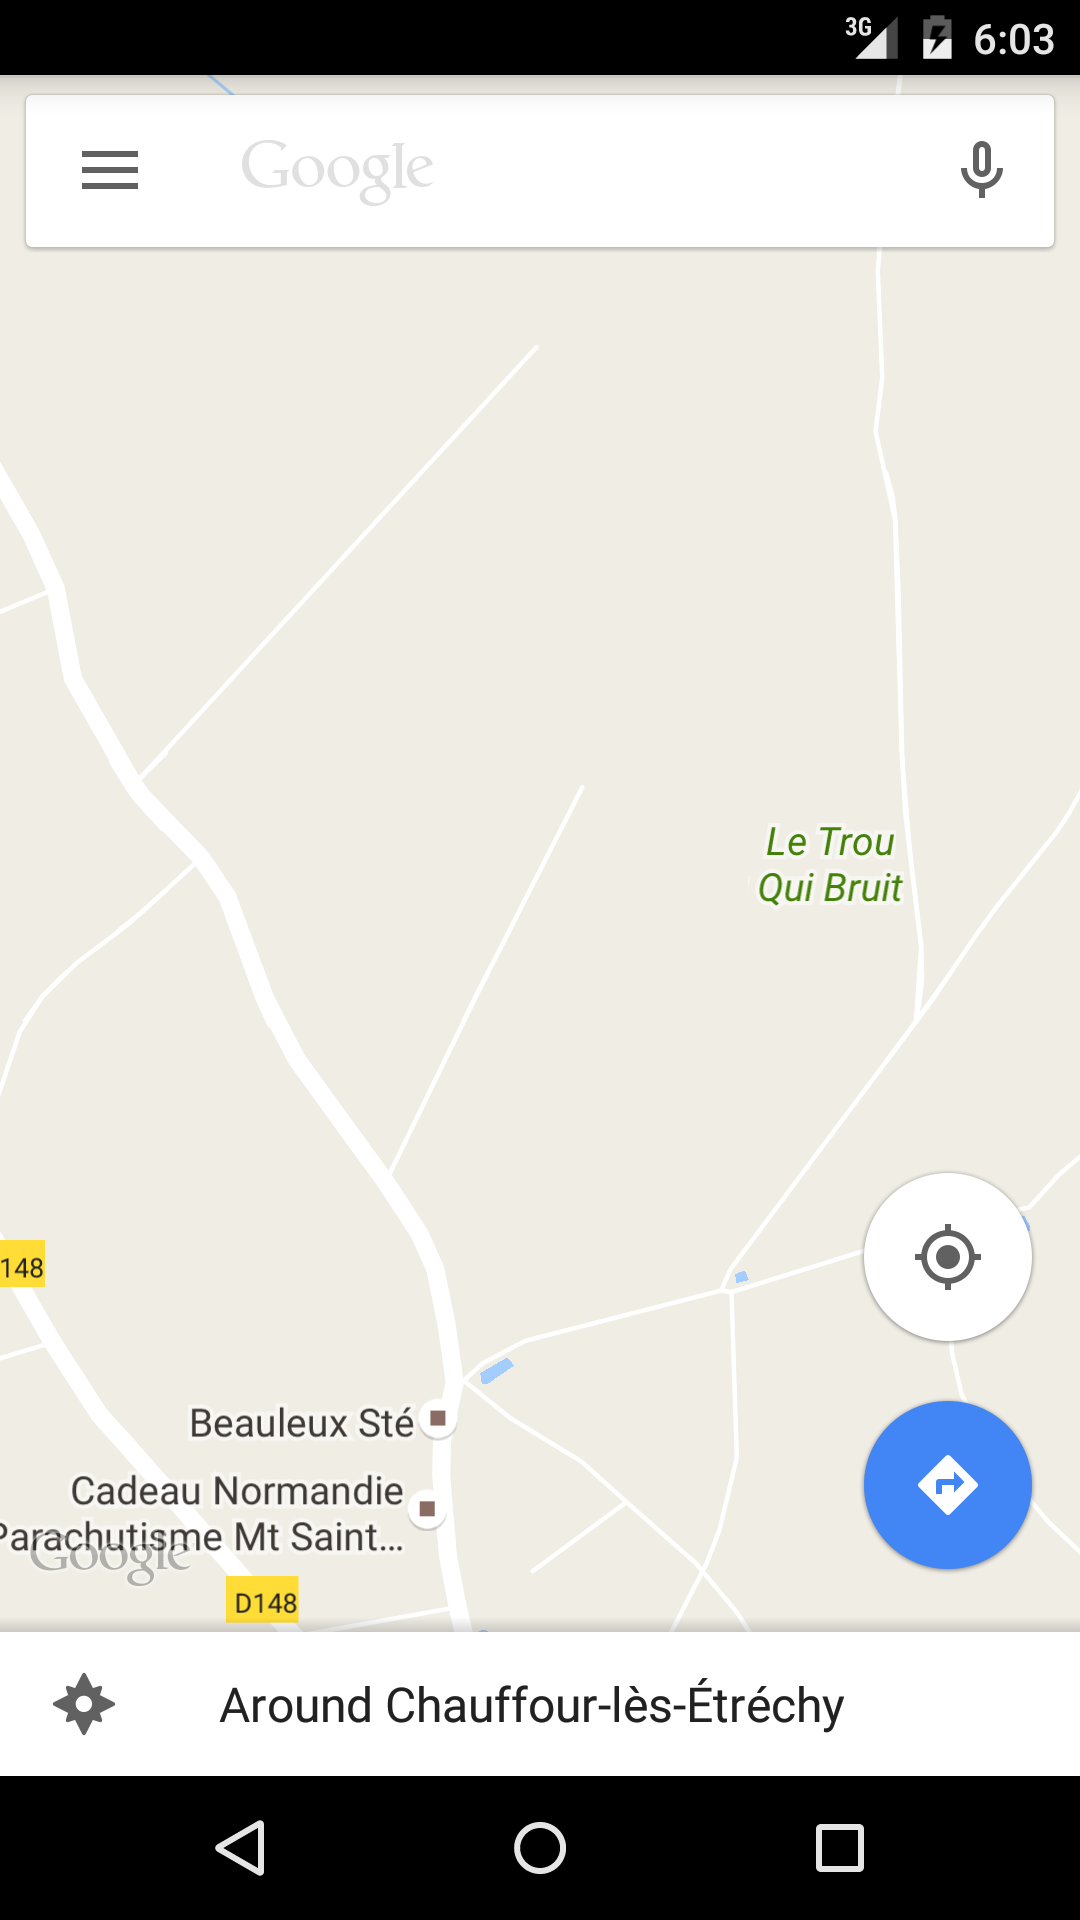 3G 6:03
Google
Le Trou
Qui Bruit
148
Beauleux Sté
Cadeau Normandie
Parachutisme Mt Saint...
Google
D148
Around Chauffour-lès-Étréchy